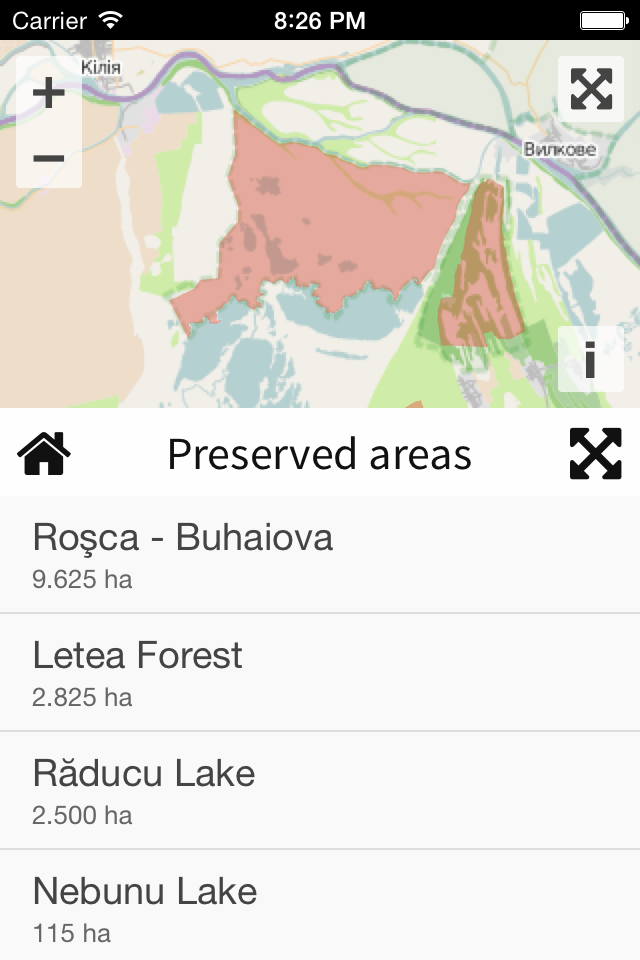 Carrier 8:26 PM
Кілія
+
Вилкове
−
i
Preserved areas
Roşca - Buhaiova
9.625 ha
Letea Forest
2.825 ha
Răducu Lake
2.500 ha
Nebunu Lake
115 ha